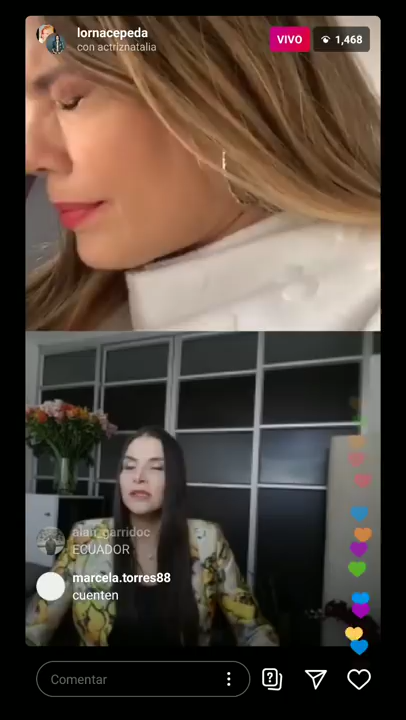 lornacepeda
con actriznatalia
VIVO
1,468
alan_garridoc
ECUADOR
marcela.torres88
cuenten
Comentar